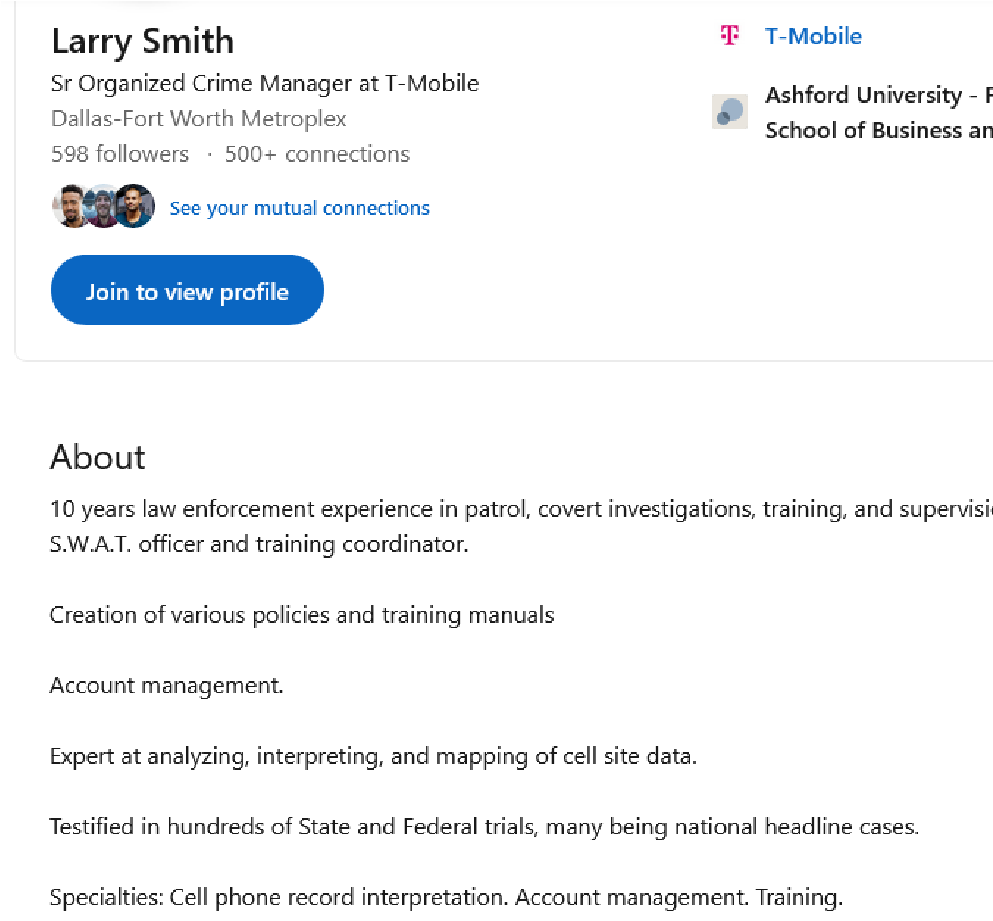 Larry Smith
Sr Organized Crime Manager at T-Mobile
Dallas-Fort Worth Metroplex
598 followers · 500+ connections
See your mutual connections
Join to view profile
T-Mobile
Ashford University - F
School of Business an
About
10 years law enforcement experience in patrol, covert investigations, training, and supervisi
S.W.A.T. officer and training coordinator.
Creation of various policies and training manuals
Account management.
Expert at analyzing, interpreting, and mapping of cell site data.
Testified in hundreds of State and Federal trials, many being national headline cases.
Specialties: Cell phone record interpretation. Account management. Training.